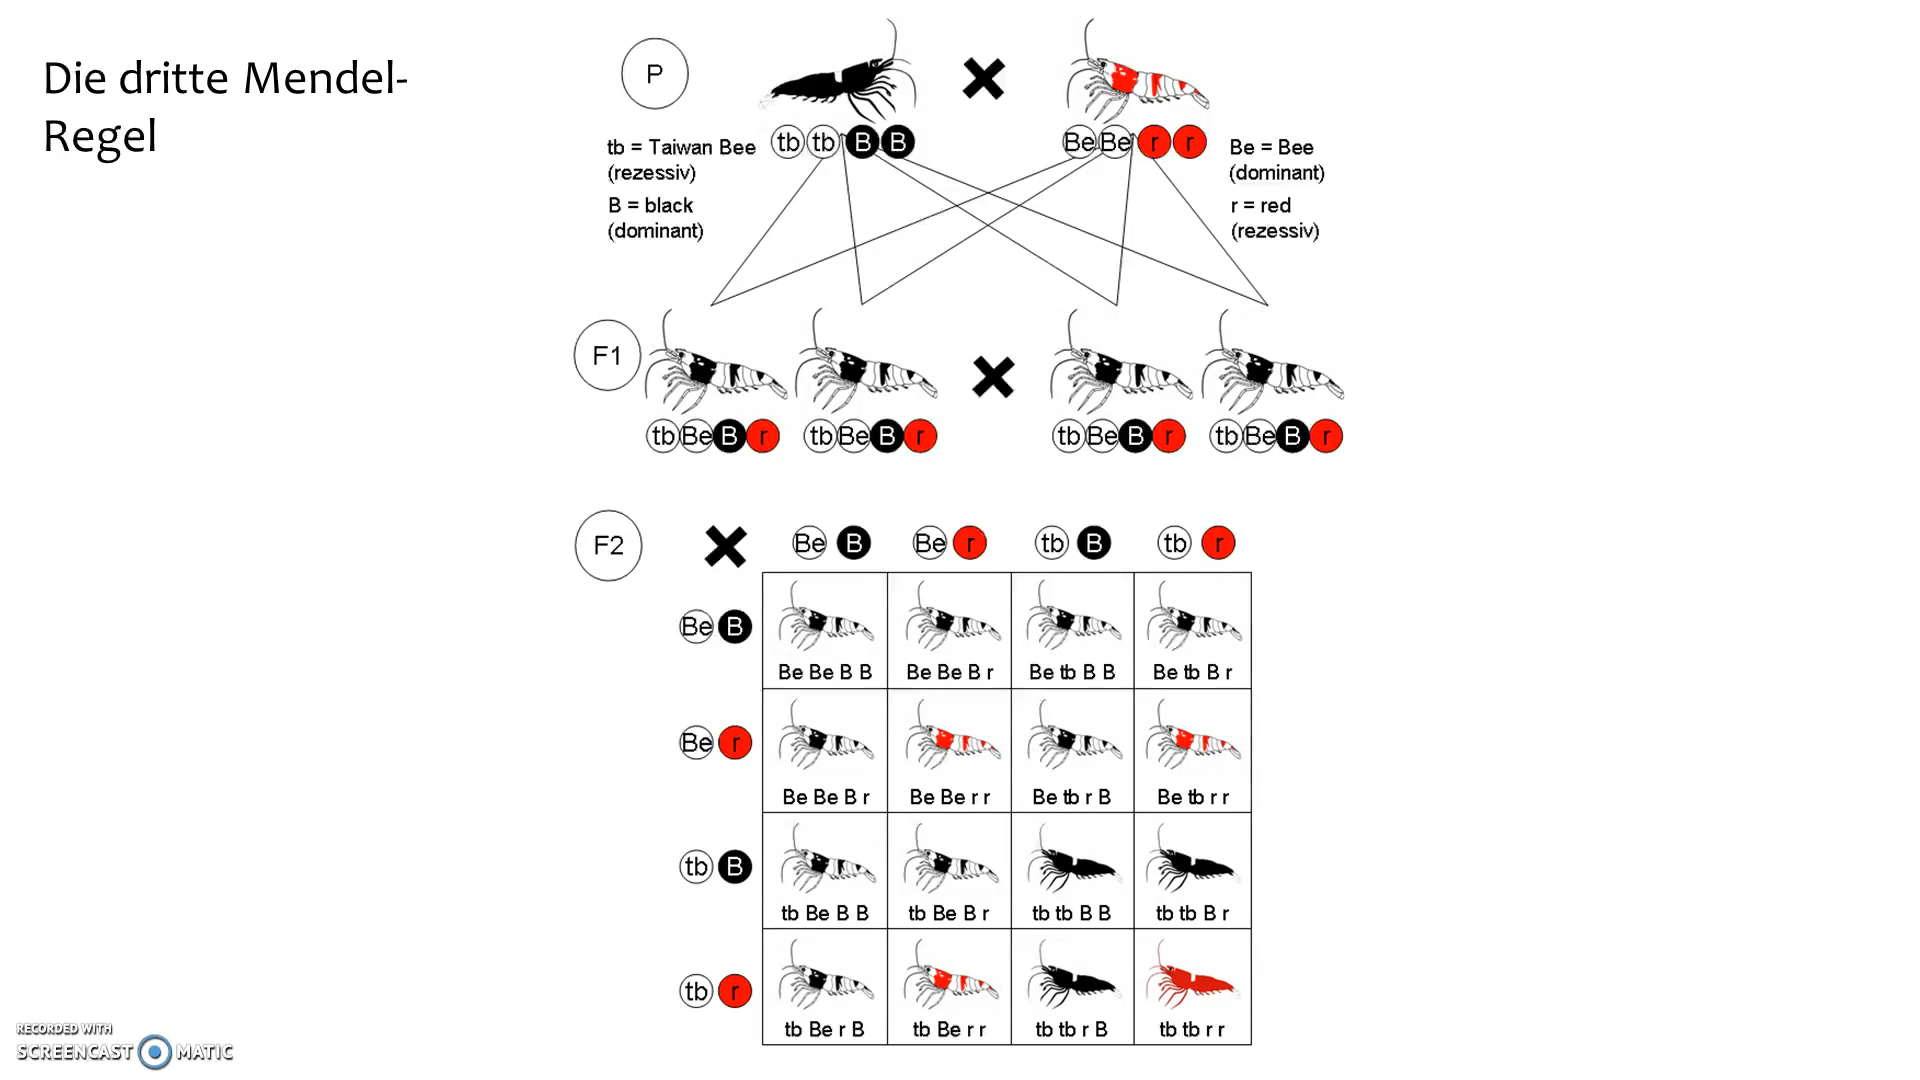 Die dritte Mendel-
Regel
P
tb = Taiwan Bee
(rezessiv)
B = black
(dominant)
tb tb B B
Be Be r r
Be = Bee
(dominant)
r = red
(rezessiv)
F1
tb Be B r
tb Be B r
tb Be B r
tb Be B r
F2
Be B
Be r
tb B
tb r
Be B
Be Be B B
Be Be B r
Be tb B B
Be tb B r
Be r
Be Be B r
Be Be r r
Be tb r B
Be tb r r
tb B
tb Be B B
tb Be B r
tb tb B B
tb tb B r
tb r
tb Be r B
tb Be r r
tb tb r B
tb tb r r
RECORDED WITH
SCREENCAST MATIC